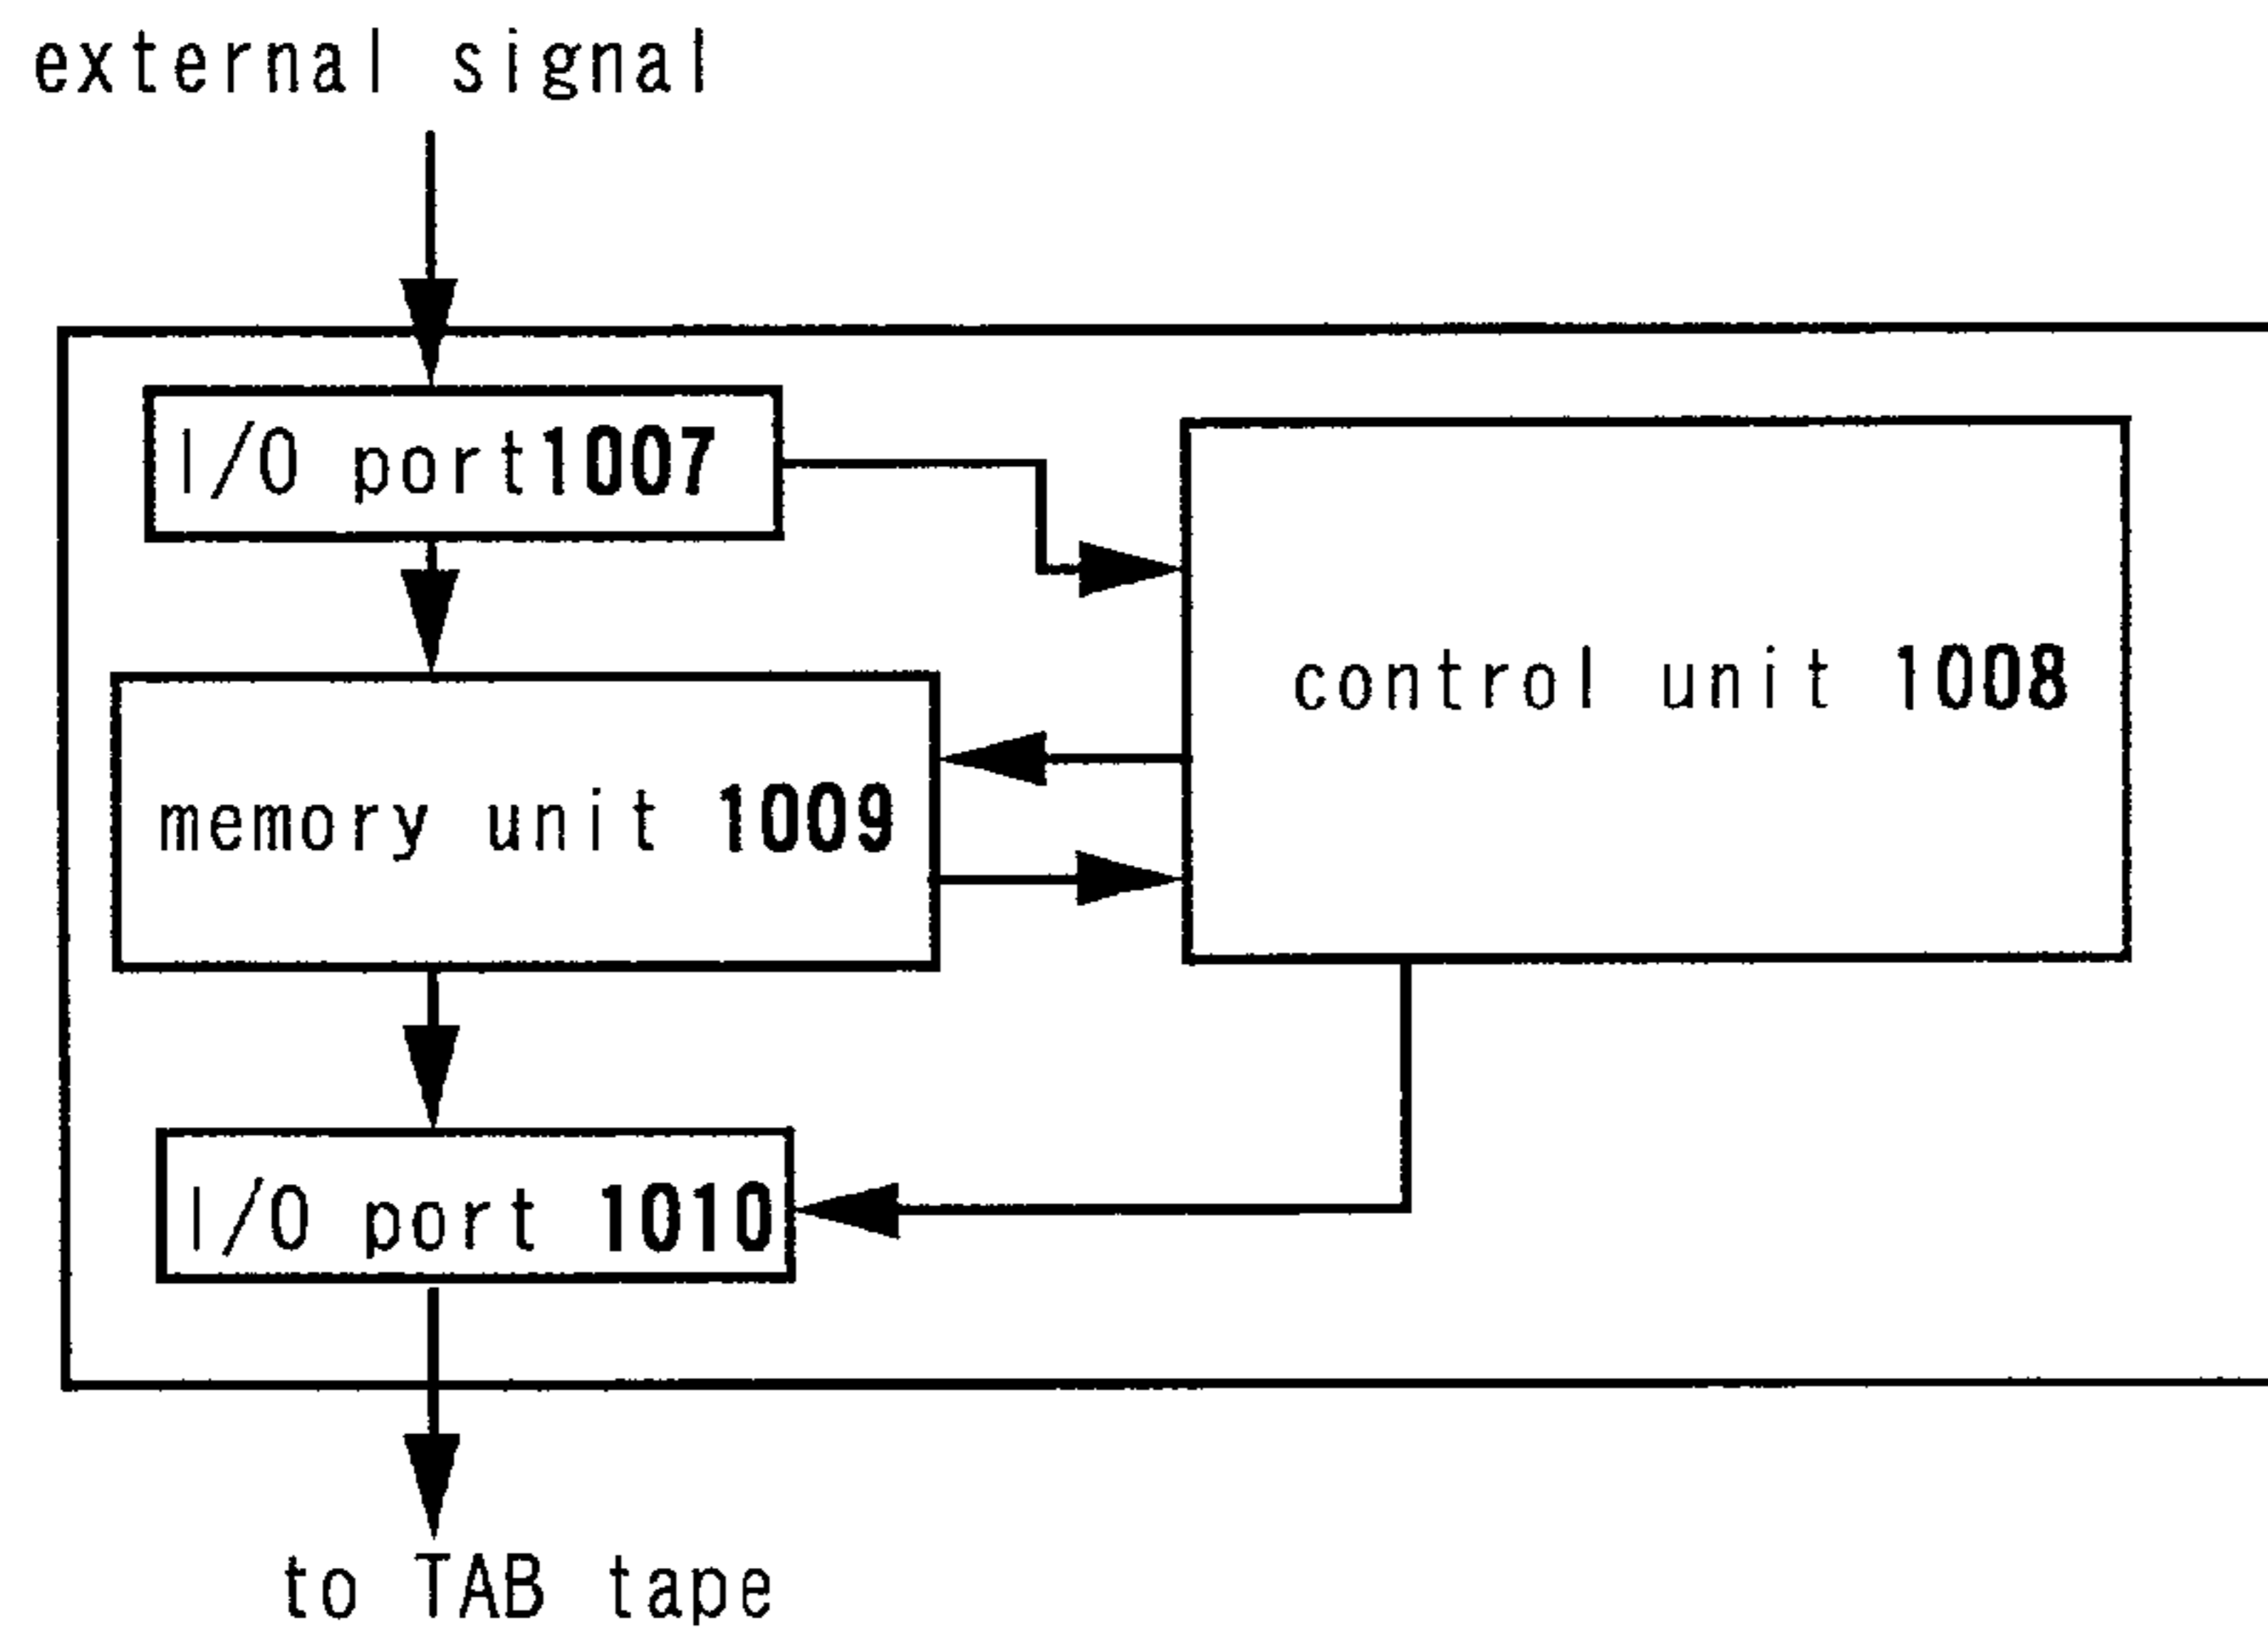 external signal
I/O port1007
control unit 1008
memory unit 1009
I/O port 1010
to TAB tape